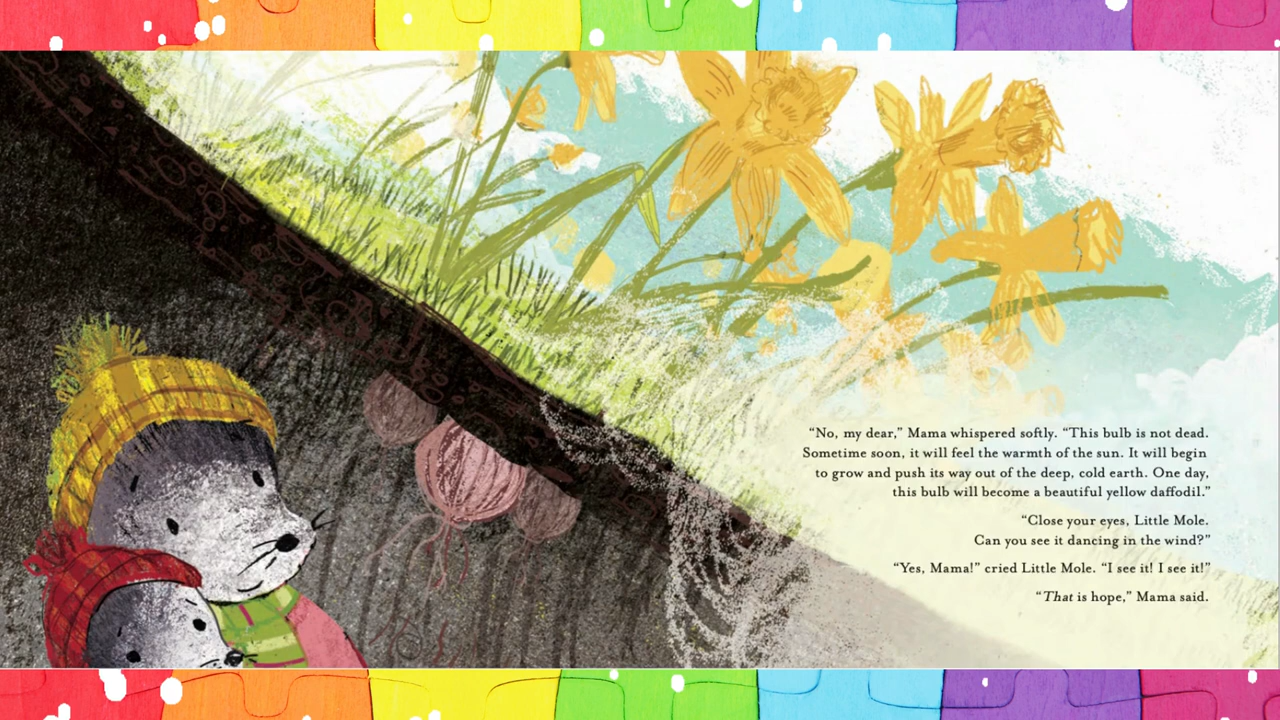 “No, my dear,” Mama whispered softly. “This bulb is not dead.
Sometime soon, it will feel the warmth of the sun. It will begin
to grow and push its way out of the deep, cold earth. One day,
this bulb will become a beautiful yellow daffodil.”
“Close your eyes, Little Mole.
Can you see it dancing in the wind?”
“Yes, Mama!” cried Little Mole. “I see it! I see it!”
“That is hope,” Mama said.